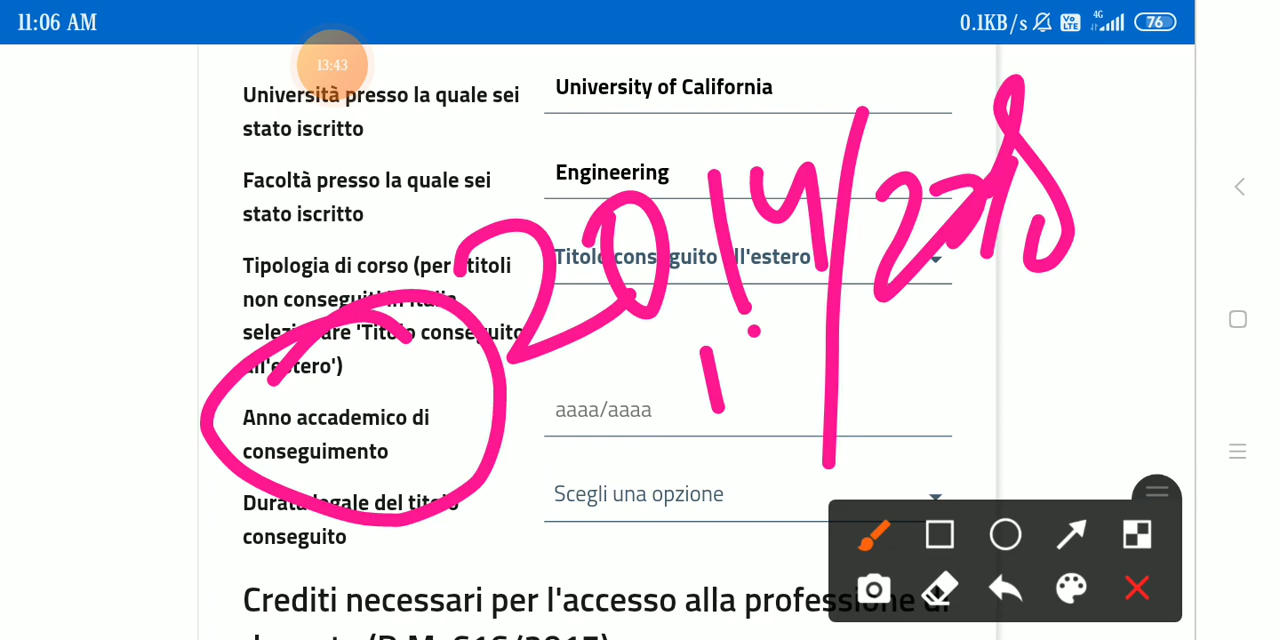 11:06 AM
0.1KB/s Vo LTE 4G 76
13:43
Università presso la quale sei
stato iscritto
University of California
Facoltà presso la quale sei
stato iscritto
Engineering
Tipologia di corso (per i titoli
non conseguiti in Italia
selezionare 'Titolo conseguito
all'estero')
Titolo conseguito all'estero
2014/2018
Anno accademico di
conseguimento
aaaa/aaaa
Durata legale del titolo
conseguito
Scegli una opzione
Crediti necessari per l'accesso alla professione di